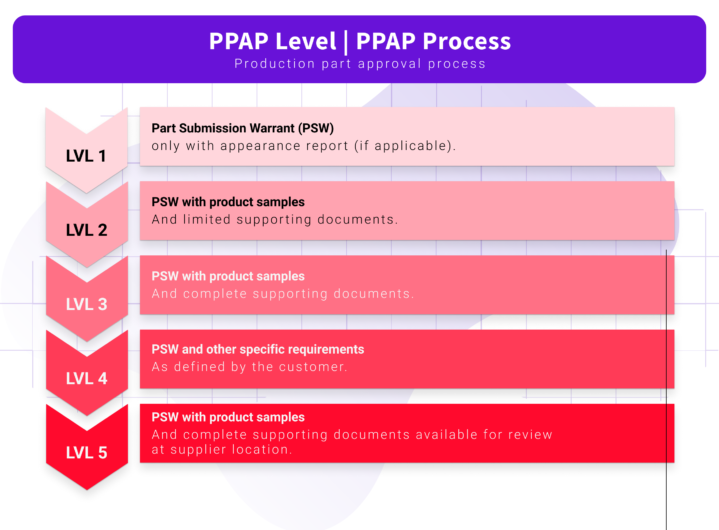 PPAP Level | PPAP Process
Production part approval process
LVL 1
Part Submission Warrant (PSW)
only with appearance report (if applicable).
LVL 2
PSW with product samples
And limited supporting documents.
LVL 3
PSW with product samples
And complete supporting documents.
LVL 4
PSW and other specific requirements
As defined by the customer.
LVL 5
PSW with product samples
And complete supporting documents available for review
at supplier location.